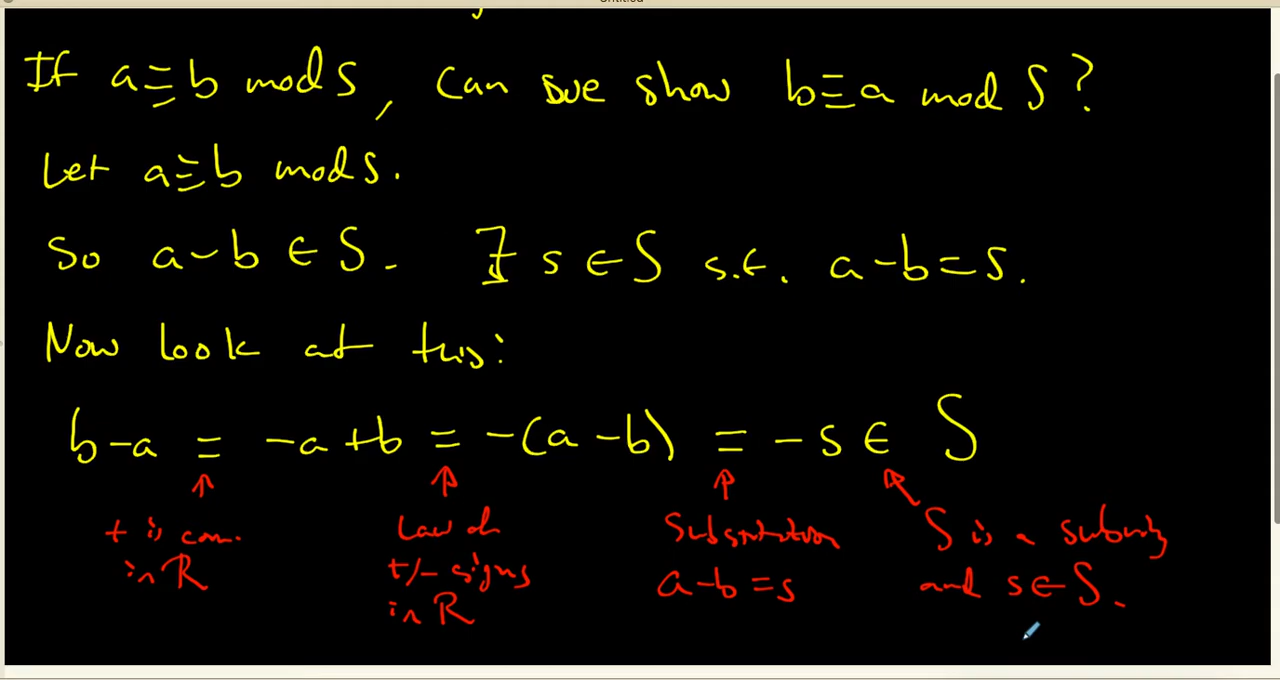 Untitled
If a ≡ b mod S, can we show b ≡ a mod S?
Let a ≡ b mod S.
So a - b ∈ S. ∃ s ∈ S s.t. a - b = s.
Now look at this:
b - a = -a + b = -(a - b) = -s ∈ S
↑ ↑ ↑ ↖
+ is com. in R
Law of +/- signs in R
Substitution a - b = s
S is a subring and s ∈ S.